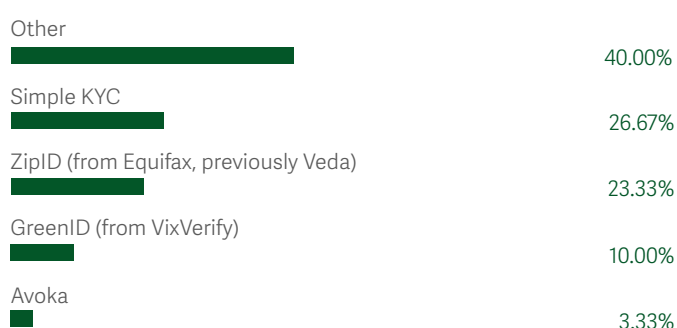 Other
40.00%
Simple KYC
26.67%
ZipID (from Equifax, previously Veda)
23.33%
GreenID (from VixVerify)
10.00%
Avoka
3.33%